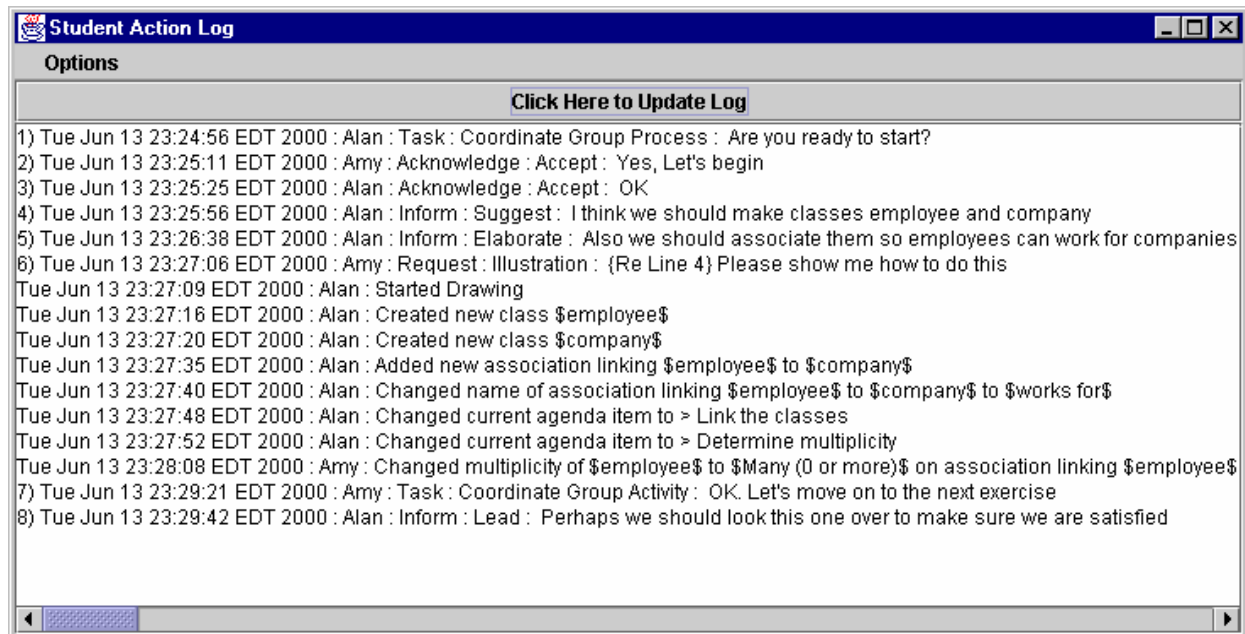 Student Action Log
Options
Click Here to Update Log
1) Tue Jun 13 23:24:56 EDT 2000 : Alan : Task : Coordinate Group Process :  Are you ready to start?
2) Tue Jun 13 23:25:11 EDT 2000 : Amy : Acknowledge : Accept :  Yes, Let's begin
3) Tue Jun 13 23:25:25 EDT 2000 : Alan : Acknowledge : Accept :  OK
4) Tue Jun 13 23:25:56 EDT 2000 : Alan : Inform : Suggest :  I think we should make classes employee and company
5) Tue Jun 13 23:26:38 EDT 2000 : Alan : Inform : Elaborate :  Also we should associate them so employees can work for companies
6) Tue Jun 13 23:27:06 EDT 2000 : Amy : Request : Illustration :  {Re Line 4} Please show me how to do this
Tue Jun 13 23:27:09 EDT 2000 : Alan : Started Drawing
Tue Jun 13 23:27:16 EDT 2000 : Alan : Created new class $employee$
Tue Jun 13 23:27:20 EDT 2000 : Alan : Created new class $company$
Tue Jun 13 23:27:35 EDT 2000 : Alan : Added new association linking $employee$ to $company$
Tue Jun 13 23:27:40 EDT 2000 : Alan : Changed name of association linking $employee$ to $company$ to $works for$
Tue Jun 13 23:27:48 EDT 2000 : Alan : Changed current agenda item to > Link the classes
Tue Jun 13 23:27:52 EDT 2000 : Alan : Changed current agenda item to > Determine multiplicity
Tue Jun 13 23:28:08 EDT 2000 : Amy : Changed multiplicity of $employee$ to $Many (0 or more)$ on association linking $employee$
7) Tue Jun 13 23:29:21 EDT 2000 : Amy : Task : Coordinate Group Activity :  OK. Let's move on to the next exercise
8) Tue Jun 13 23:29:42 EDT 2000 : Alan : Inform : Lead :  Perhaps we should look this one over to make sure we are satisfied